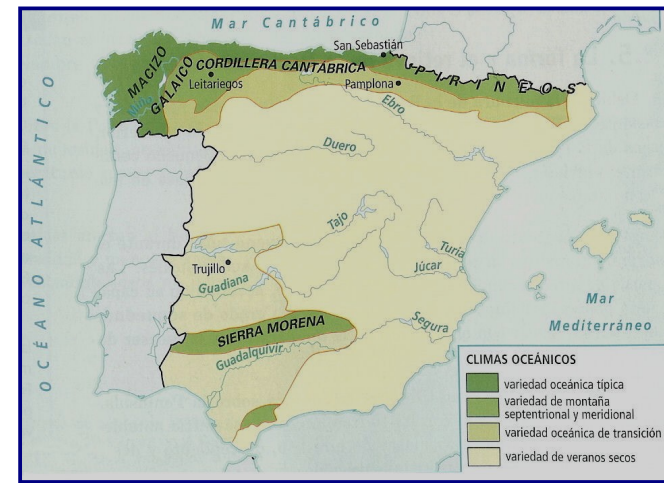 Mar Cantábrico
San Sebastián
MACIZO
GALAICO
CORDILLERA CANTÁBRICA
PIRINEOS
Leitariegos
Pamplona
Miño
Ebro
Duero
OCÉANO ATLÁNTICO
Tajo
Turia
Trujillo
Júcar
Guadiana
Mar
Mediterráneo
Segura
SIERRA MORENA
Guadalquivir
CLIMAS OCEÁNICOS
variedad oceánica típica
variedad de montaña
septentrional y meridional
variedad oceánica de transición
variedad de veranos secos